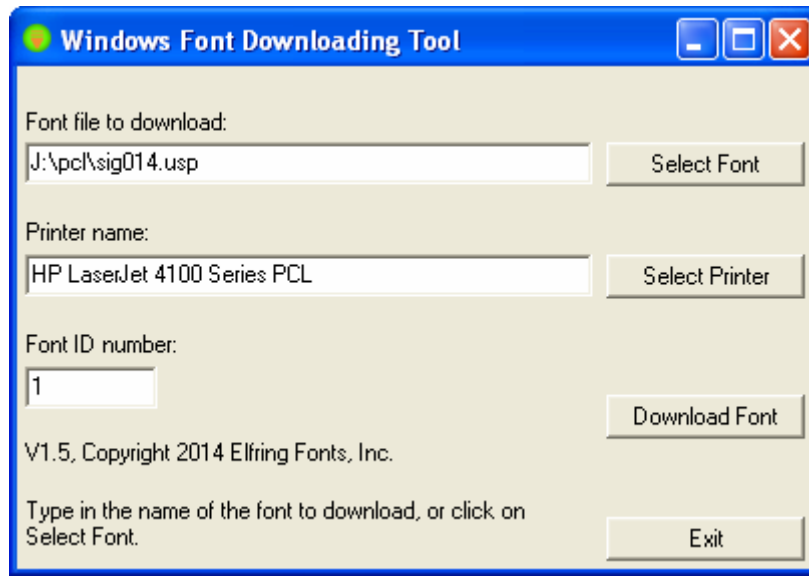 Windows Font Downloading Tool
Font file to download:
J:\pcl\sig014.usp
Select Font
Printer name:
HP LaserJet 4100 Series PCL
Select Printer
Font ID number:
1
Download Font
V1.5, Copyright 2014 Elfring Fonts, Inc.
Type in the name of the font to download, or click on
Select Font.
Exit